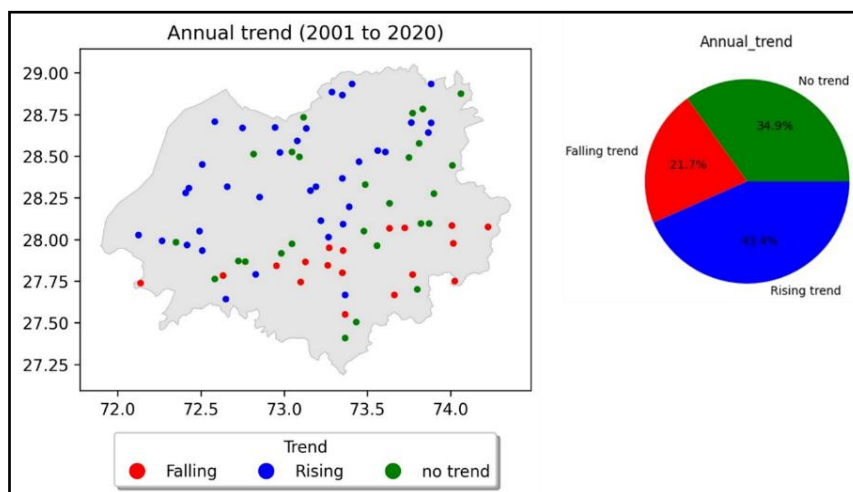 Annual trend (2001 to 2020)
29.00
28.75
28.50
28.25
28.00
27.75
27.50
27.25
72.0
72.5
73.0
73.5
74.0
Trend
Falling
Rising
no trend
Annual_trend
No trend
34.9%
Falling trend
21.7%
43.4%
Rising trend